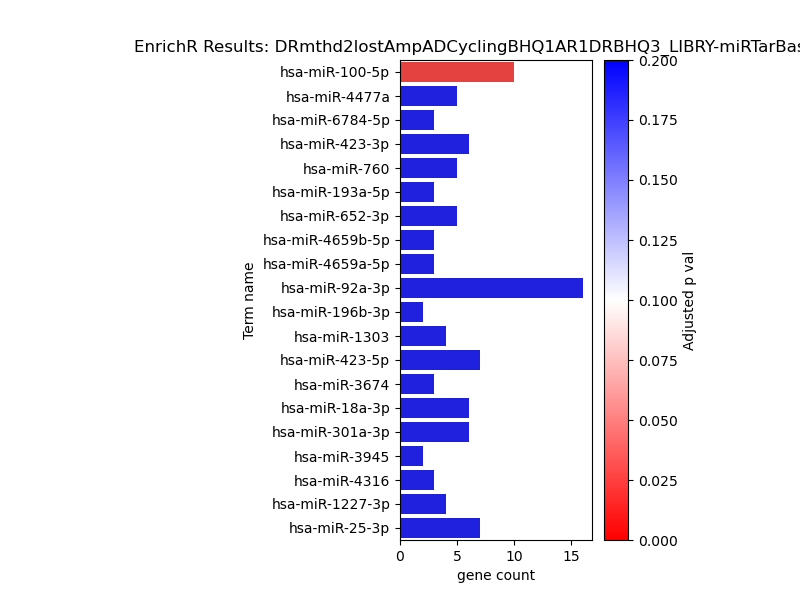 EnrichR Results: DRmthd2lostAmpADCyclingBHQ1AR1DRBHQ3_LIBRY-miRTarBas
hsa-miR-100-5p
hsa-miR-4477a
hsa-miR-6784-5p
hsa-miR-423-3p
hsa-miR-760
hsa-miR-193a-5p
hsa-miR-652-3p
hsa-miR-4659b-5p
hsa-miR-4659a-5p
hsa-miR-92a-3p
hsa-miR-196b-3p
hsa-miR-1303
hsa-miR-423-5p
hsa-miR-3674
hsa-miR-18a-3p
hsa-miR-301a-3p
hsa-miR-3945
hsa-miR-4316
hsa-miR-1227-3p
hsa-miR-25-3p
Term name
0 5 10 15
gene count
0.200
0.175
0.150
0.125
0.100
0.075
0.050
0.025
0.000
Adjusted p val